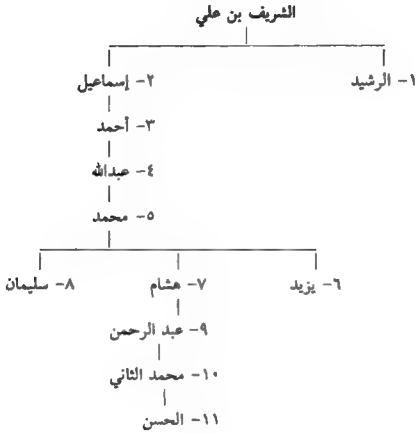 الشريف بن علي
١- الرشيد ٢- إسماعيل
٣- أحمد
٤- عبدالله
٥- محمد
٦- يزيد ٧- هشام ٨- سليمان
٩- عبد الرحمن
١٠- محمد الثاني
١١- الحسن